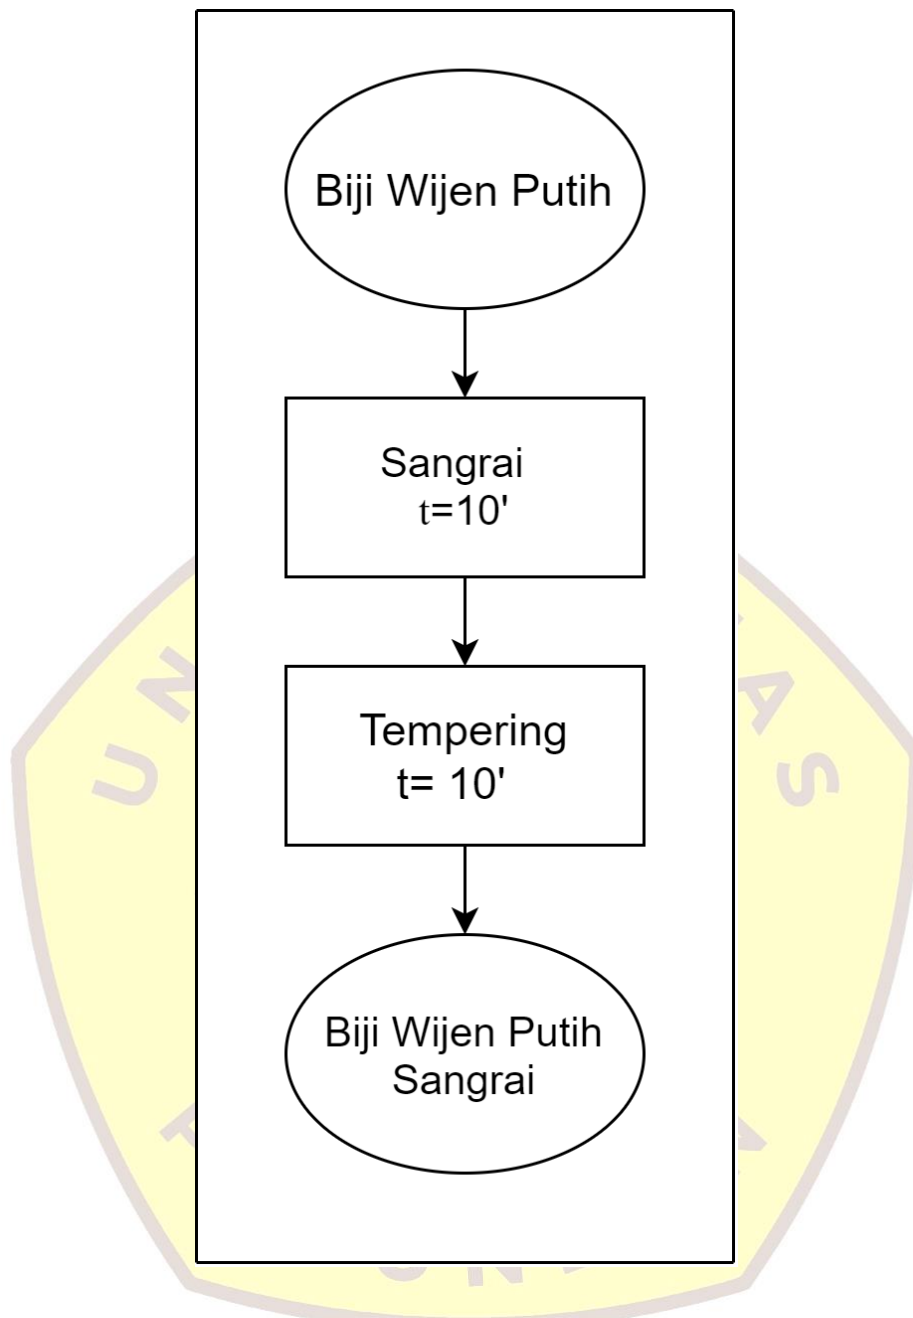 Biji Wijen Putih
Sangrai
t=10'
Tempering
t= 10'
Biji Wijen Putih
Sangrai